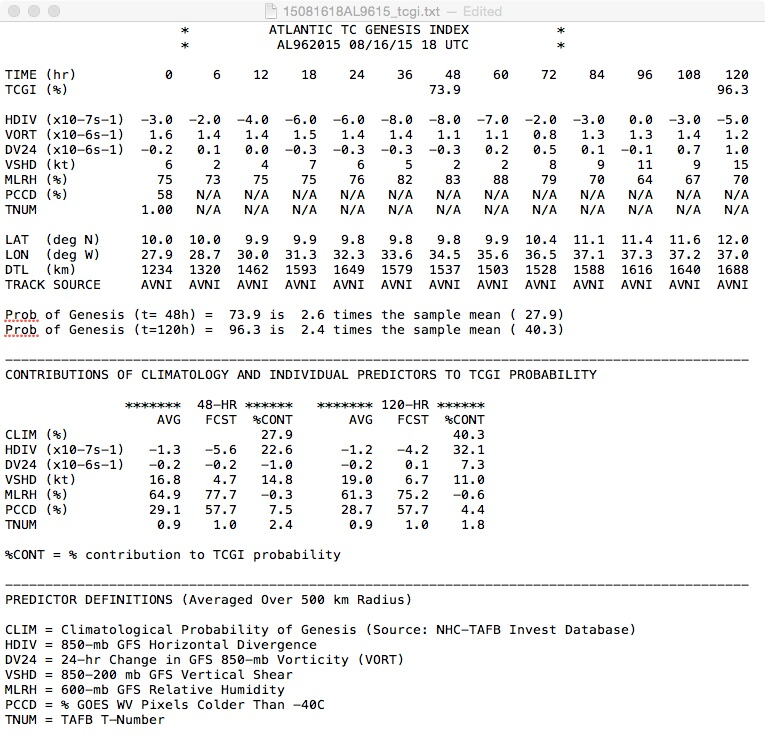 15081618AL9615_tcgi.txt — Edited
* ATLANTIC TC GENESIS INDEX *
* AL962015 08/16/15 18 UTC *
TIME (hr) 0 6 12 18 24 36 48 60 72 84 96 108 120
TCGI (%) 73.9 96.3
HDIV (x10-7s-1) -3.0 -2.0 -4.0 -6.0 -6.0 -8.0 -8.0 -7.0 -2.0 -3.0 0.0 -3.0 -5.0
VORT (x10-6s-1) 1.6 1.4 1.4 1.5 1.4 1.4 1.1 1.1 0.8 1.3 1.3 1.4 1.2
DV24 (x10-6s-1) -0.2 0.1 0.0 -0.3 -0.3 -0.3 -0.3 0.2 0.5 0.1 -0.1 0.7 1.0
VSHD (kt) 6 2 4 7 6 5 2 2 8 9 11 9 15
MLRH (%) 75 73 75 75 76 82 83 88 79 70 64 67 70
PCCD (%) 58 N/A N/A N/A N/A N/A N/A N/A N/A N/A N/A N/A N/A
TNUM 1.00 N/A N/A N/A N/A N/A N/A N/A N/A N/A N/A N/A N/A
LAT (deg N) 10.0 10.0 9.9 9.9 9.8 9.8 9.8 9.9 10.4 11.1 11.4 11.6 12.0
LON (deg W) 27.9 28.7 30.0 31.3 32.3 33.6 34.5 35.6 36.5 37.1 37.3 37.2 37.0
DTL (km) 1234 1320 1462 1593 1649 1579 1537 1503 1528 1588 1616 1640 1688
TRACK SOURCE AVNI AVNI AVNI AVNI AVNI AVNI AVNI AVNI AVNI AVNI AVNI AVNI AVNI
Prob of Genesis (t= 48h) = 73.9 is 2.6 times the sample mean ( 27.9)
Prob of Genesis (t=120h) = 96.3 is 2.4 times the sample mean ( 40.3)
CONTRIBUTIONS OF CLIMATOLOGY AND INDIVIDUAL PREDICTORS TO TCGI PROBABILITY
******* 48-HR ****** ******* 120-HR ******
AVG FCST %CONT AVG FCST %CONT
CLIM (%) 27.9 40.3
HDIV (x10-7s-1) -1.3 -5.6 22.6 -1.2 -4.2 32.1
DV24 (x10-6s-1) -0.2 -0.2 -1.0 -0.2 0.1 7.3
VSHD (kt) 16.8 4.7 14.8 19.0 6.7 11.0
MLRH (%) 64.9 77.7 -0.3 61.3 75.2 -0.6
PCCD (%) 29.1 57.7 7.5 28.7 57.7 4.4
TNUM 0.9 1.0 2.4 0.9 1.0 1.8
%CONT = % contribution to TCGI probability
PREDICTOR DEFINITIONS (Averaged Over 500 km Radius)
CLIM = Climatological Probability of Genesis (Source: NHC-TAFB Invest Database)
HDIV = 850-mb GFS Horizontal Divergence
DV24 = 24-hr Change in GFS 850-mb Vorticity (VORT)
VSHD = 850-200 mb GFS Vertical Shear
MLRH = 600-mb GFS Relative Humidity
PCCD = % GOES WV Pixels Colder Than -40C
TNUM = TAFB T-Number